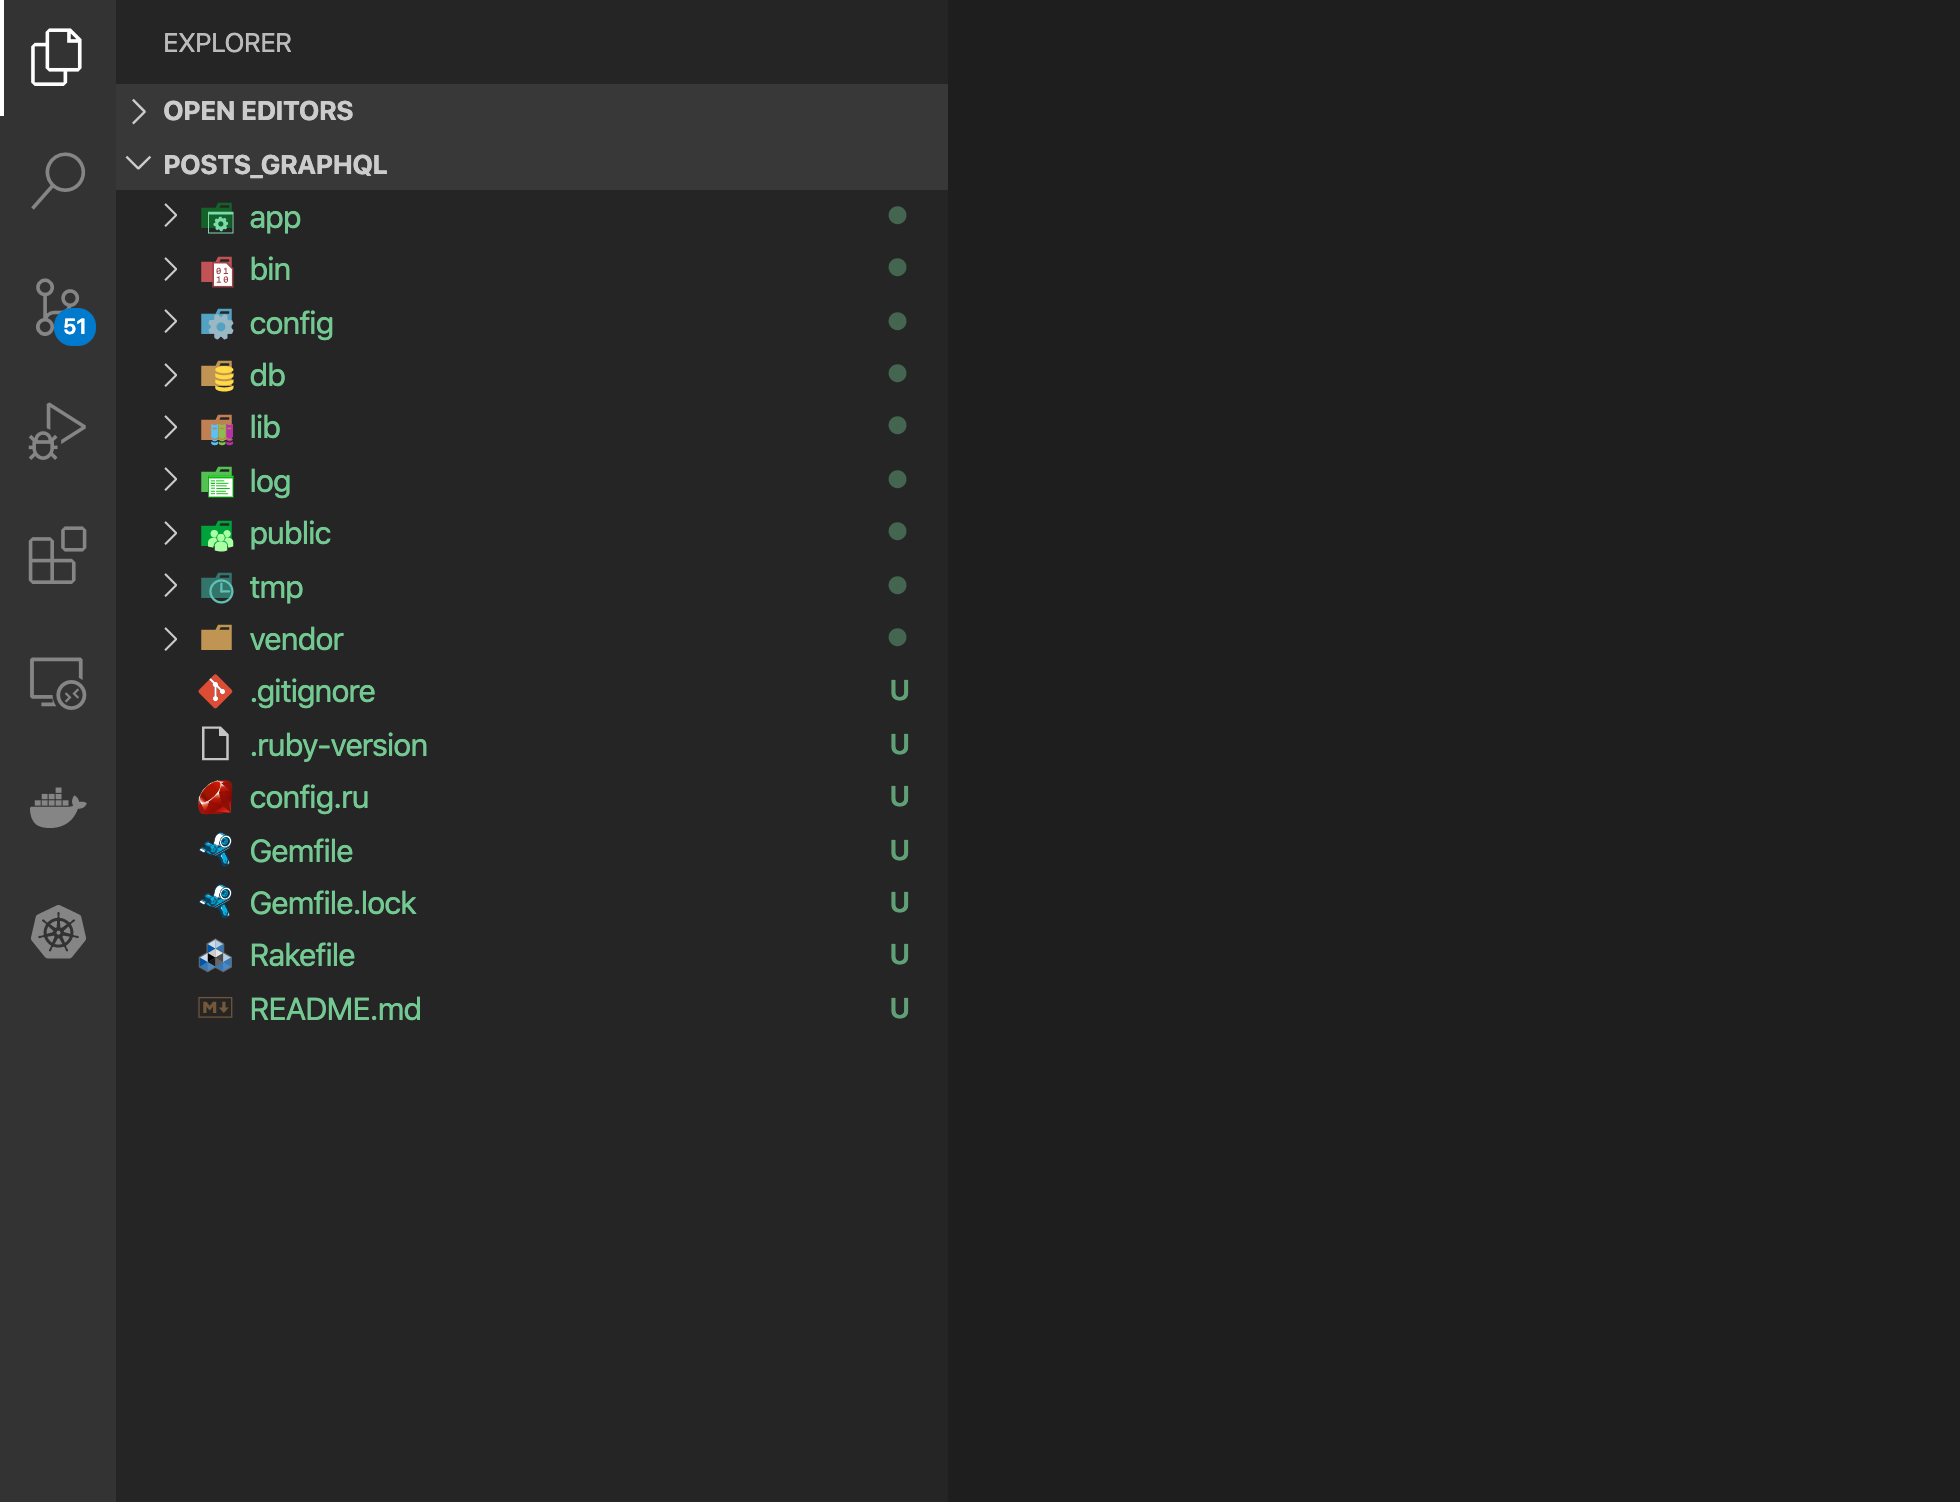 EXPLORER
OPEN EDITORS
POSTS_GRAPHQL
app
bin
config
db
lib
log
public
tmp
vendor
.gitignore U
.ruby-version U
config.ru U
Gemfile U
Gemfile.lock U
Rakefile U
README.md U
51